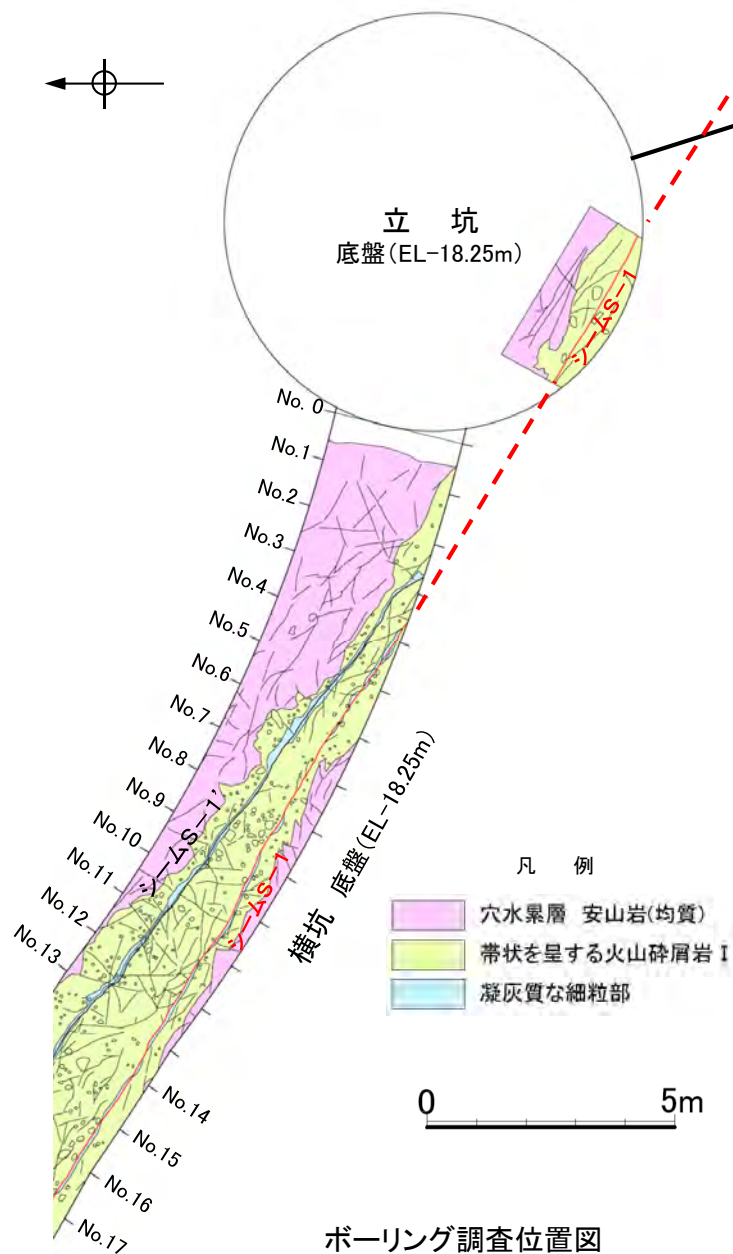 立 坑
底盤(EL-18.25m)
シームS-1
No. 0
No.1
No.2
No.3
No.4
No.5
No.6
No.7
No.8
No.9
No.10
No.11
No.12
No.13
シームS-1'
シームS-1
横坑 底盤(EL-18.25m)
No.14
No.15
No.16
No.17
凡 例
穴水累層 安山岩(均質)
帯状を呈する火山砕屑岩Ⅰ
凝灰質な細粒部
0 5m
ボーリング調査位置図